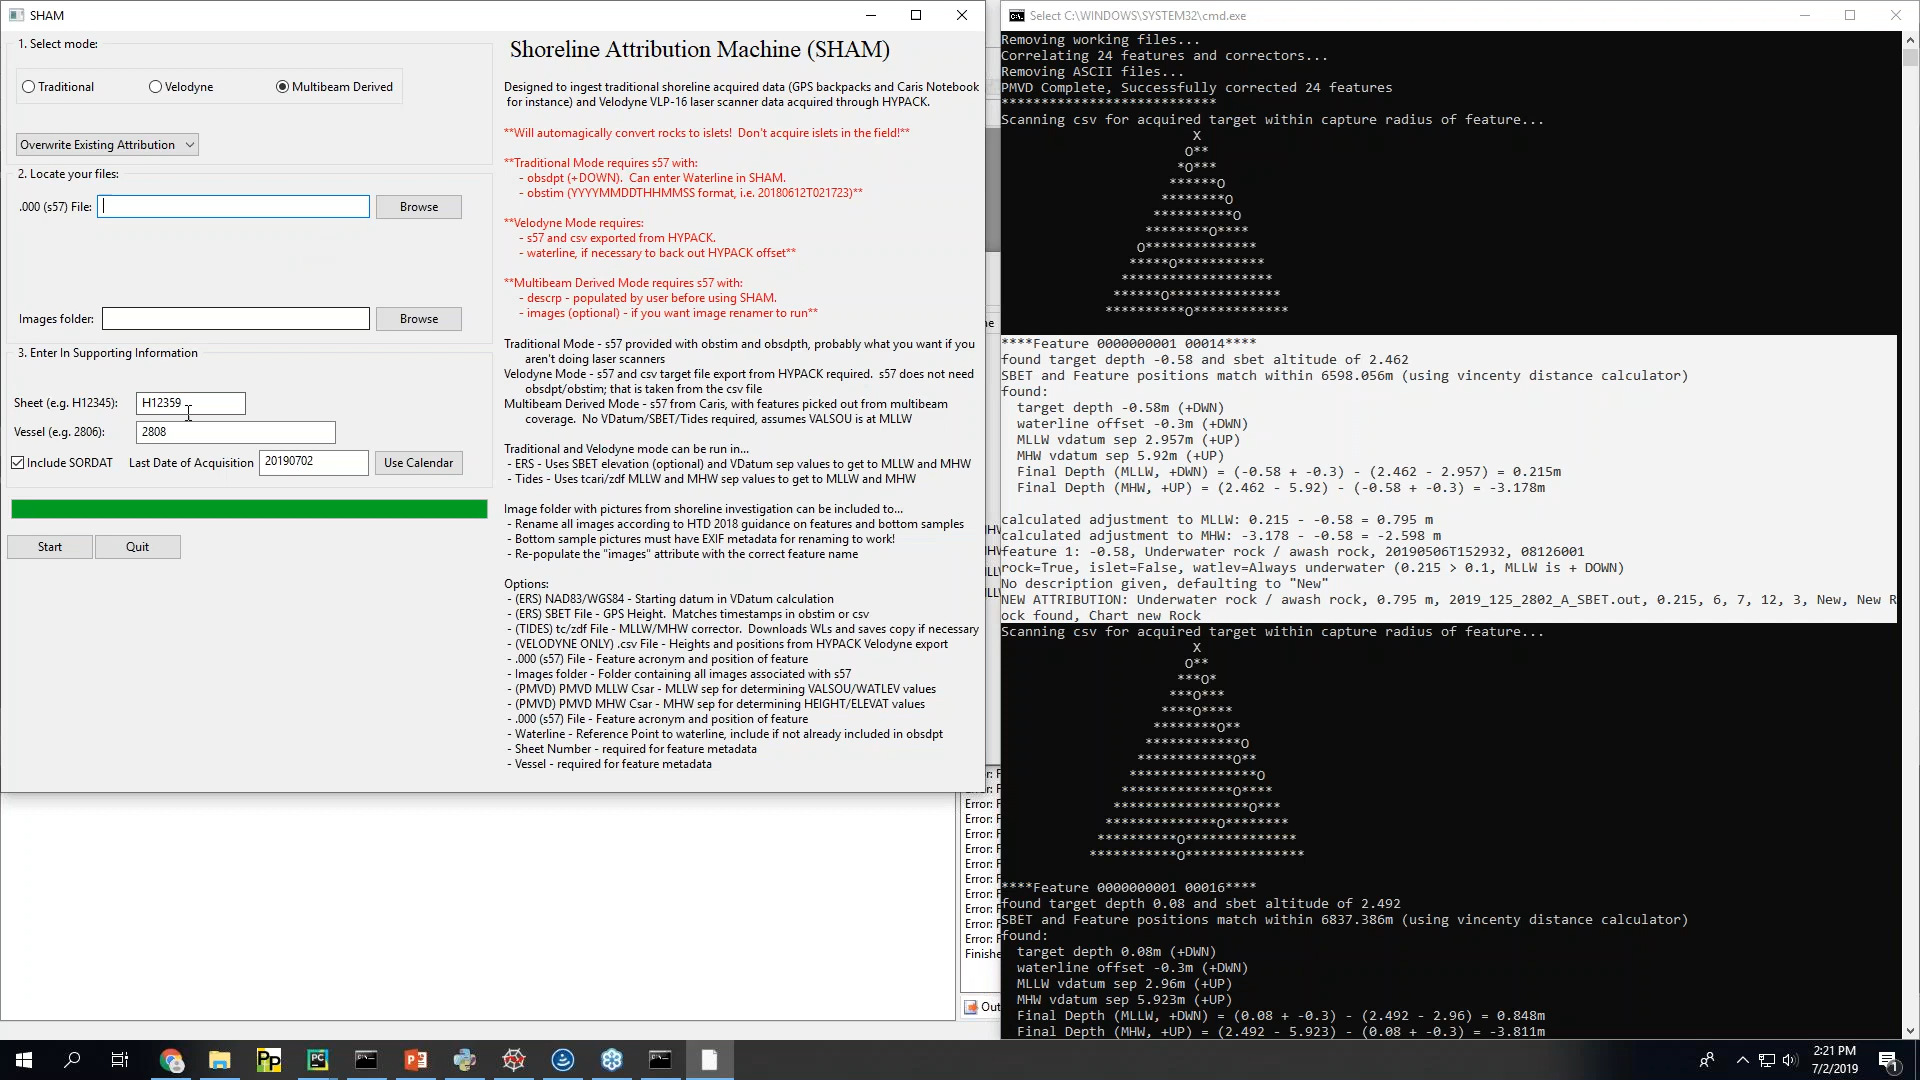 SHAM
1. Select mode:
Traditional
Velodyne
Multibeam Derived
Overwrite Existing Attribution
2. Locate your files:
.000 (s57) File:
Browse
Images folder:
Browse
3. Enter In Supporting Information
Sheet (e.g. H12345):
H12359
Vessel (e.g. 2806):
2808
Include SORDAT
Last Date of Acquisition
20190702
Use Calendar
Start
Quit
Shoreline Attribution Machine (SHAM)
Designed to ingest traditional shoreline acquired data (GPS backpacks and Caris Notebook
for instance) and Velodyne VLP-16 laser scanner data acquired through HYPACK.
**Will automagically convert rocks to islets!  Don't acquire islets in the field!**
**Traditional Mode requires s57 with:
- obsdpt (+DOWN).  Can enter Waterline in SHAM.
- obstim (YYYYMMDDTHHMMSS format, i.e. 20180612T021723)**
**Velodyne Mode requires:
- s57 and csv exported from HYPACK.
- waterline, if necessary to back out HYPACK offset**
**Multibeam Derived Mode requires s57 with:
- descrp - populated by user before using SHAM.
- images (optional) - if you want image renamer to run**
Traditional Mode - s57 provided with obstim and obsdpth, probably what you want if you
aren't doing laser scanners
Velodyne Mode - s57 and csv target file export from HYPACK required.  s57 does not need
obsdpt/obstim; that is taken from the csv file
Multibeam Derived Mode - s57 from Caris, with features picked out from multibeam
coverage.  No VDatum/SBET/Tides required, assumes VALSOU is at MLLW
Traditional and Velodyne mode can be run in...
- ERS - Uses SBET elevation (optional) and VDatum sep values to get to MLLW and MHW
- Tides - Uses tcari/zdf MLLW and MHW sep values to get to MLLW and MHW
Image folder with pictures from shoreline investigation can be included to...
- Rename all images according to HTD 2018 guidance on features and bottom samples
- Bottom sample pictures must have EXIF metadata for renaming to work!
- Re-populate the "images" attribute with the correct feature name
Options:
- (ERS) NAD83/WGS84 - Starting datum in VDatum calculation
- (ERS) SBET File - GPS Height.  Matches timestamps in obstim or csv
- (TIDES) tc/zdf File - MLLW/MHW corrector.  Downloads WLs and saves copy if necessary
- (VELODYNE ONLY) .csv File - Heights and positions from HYPACK Velodyne export
- .000 (s57) File - Feature acronym and position of feature
- Images folder - Folder containing all images associated with s57
- (PMVD) PMVD MLLW Csar - MLLW sep for determining VALSOU/WATLEV values
- (PMVD) PMVD MHW Csar - MHW sep for determining HEIGHT/ELEVAT values
- .000 (s57) File - Feature acronym and position of feature
- Waterline - Reference Point to waterline, include if not already included in obsdpt
- Sheet Number - required for feature metadata
- Vessel - required for feature metadata
Error: F
Error: F
Error: F
Error: F
Error: F
Error: F
Error: F
Error: F
Error: F
Error: F
Finishe
Out
Select C:\WINDOWS\SYSTEM32\cmd.exe
Removing working files...
Correlating 24 features and correctors...
Removing ASCII files...
PMVD Complete, Successfully corrected 24 features
***************************
Scanning csv for acquired target within capture radius of feature...
X
O**
*O***
******O
********O
**********O
********O****
O**************
*****O***********
*******************
******O**************
**********O************
****Feature 0000000001 00014****
found target depth -0.58 and sbet altitude of 2.462
SBET and Feature positions match within 6598.056m (using vincenty distance calculator)
found:
target depth -0.58m (+DWN)
waterline offset -0.3m (+DWN)
MLLW vdatum sep 2.957m (+UP)
MHW vdatum sep 5.92m (+UP)
Final Depth (MLLW, +DWN) = (-0.58 + -0.3) - (2.462 - 2.957) = 0.215m
Final Depth (MHW, +UP) = (2.462 - 5.92) - (-0.58 + -0.3) = -3.178m
calculated adjustment to MLLW: 0.215 - -0.58 = 0.795 m
calculated adjustment to MHW: -3.178 - -0.58 = -2.598 m
feature 1: -0.58, Underwater rock / awash rock, 20190506T152932, 08126001
rock=True, islet=False, watlev=Always underwater (0.215 > 0.1, MLLW is + DOWN)
No description given, defaulting to "New"
NEW ATTRIBUTION: Underwater rock / awash rock, 0.795 m, 2019_125_2802_A_SBET.out, 0.215, 6, 7, 12, 3, New, New R
ock found, Chart new Rock
Scanning csv for acquired target within capture radius of feature...
X
O**
***O*
***O***
****O****
********O**
************O
***********O**
****************O
**************O****
*****************O***
**************O********
**********O**************
***********O***************
****Feature 0000000001 00016****
found target depth 0.08 and sbet altitude of 2.492
SBET and Feature positions match within 6837.386m (using vincenty distance calculator)
found:
target depth 0.08m (+DWN)
waterline offset -0.3m (+DWN)
MLLW vdatum sep 2.96m (+UP)
MHW vdatum sep 5.923m (+UP)
Final Depth (MLLW, +DWN) = (0.08 + -0.3) - (2.492 - 2.96) = 0.848m
Final Depth (MHW, +UP) = (2.492 - 5.923) - (0.08 + -0.3) = -3.811m
2:21 PM
7/2/2019